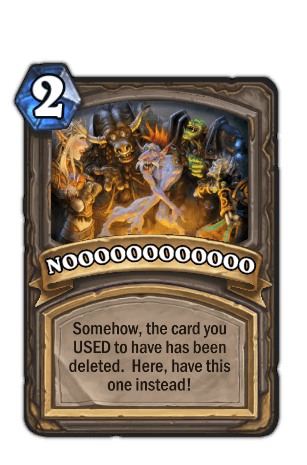 2
NOOOOOOOOOOOO
Somehow, the card you
USED to have has been
deleted.  Here, have this
one instead!